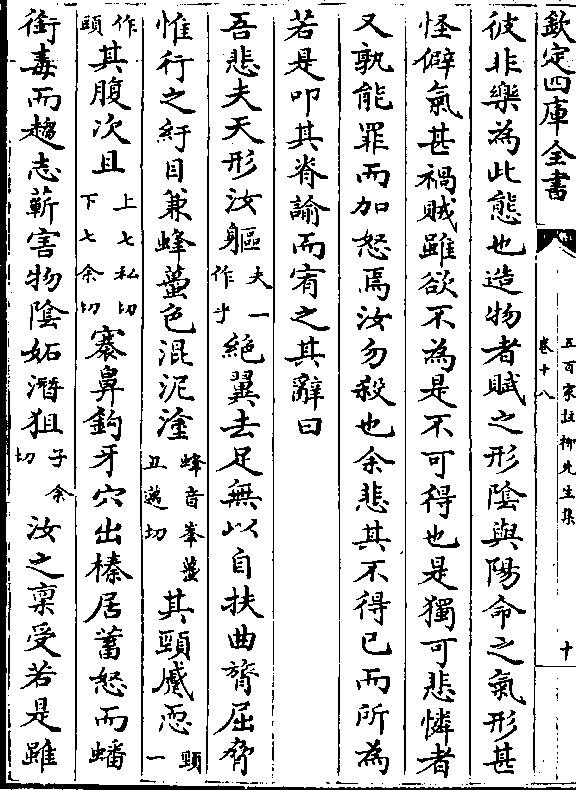 欽定四庫全書
五百家註柳先生集
卷十八
十
彼非樂為此態也造物者賦之形陰與陽命之氣形甚
怪僻氣甚禍賊雖欲不為是不可得也是獨可悲憐者
又孰能罪而加怒焉汝勿殺也余悲其不得已而所為
若是叩其脊諭而宥之其辭曰
吾悲夫天形汝軀夫一作乎絶翼去足無以自扶曲膂屈脅
惟行之紆目兼蜂蠆色混泥塗蜂音峯蠆丑邁切其頸蹙恧頸一
作頤其腹次且上七私切下七余切褰鼻鈎牙穴出榛居蓄怒而蟠
銜毒而趨志蘄害物陰妬潛狙子余切汝之稟受若是雖